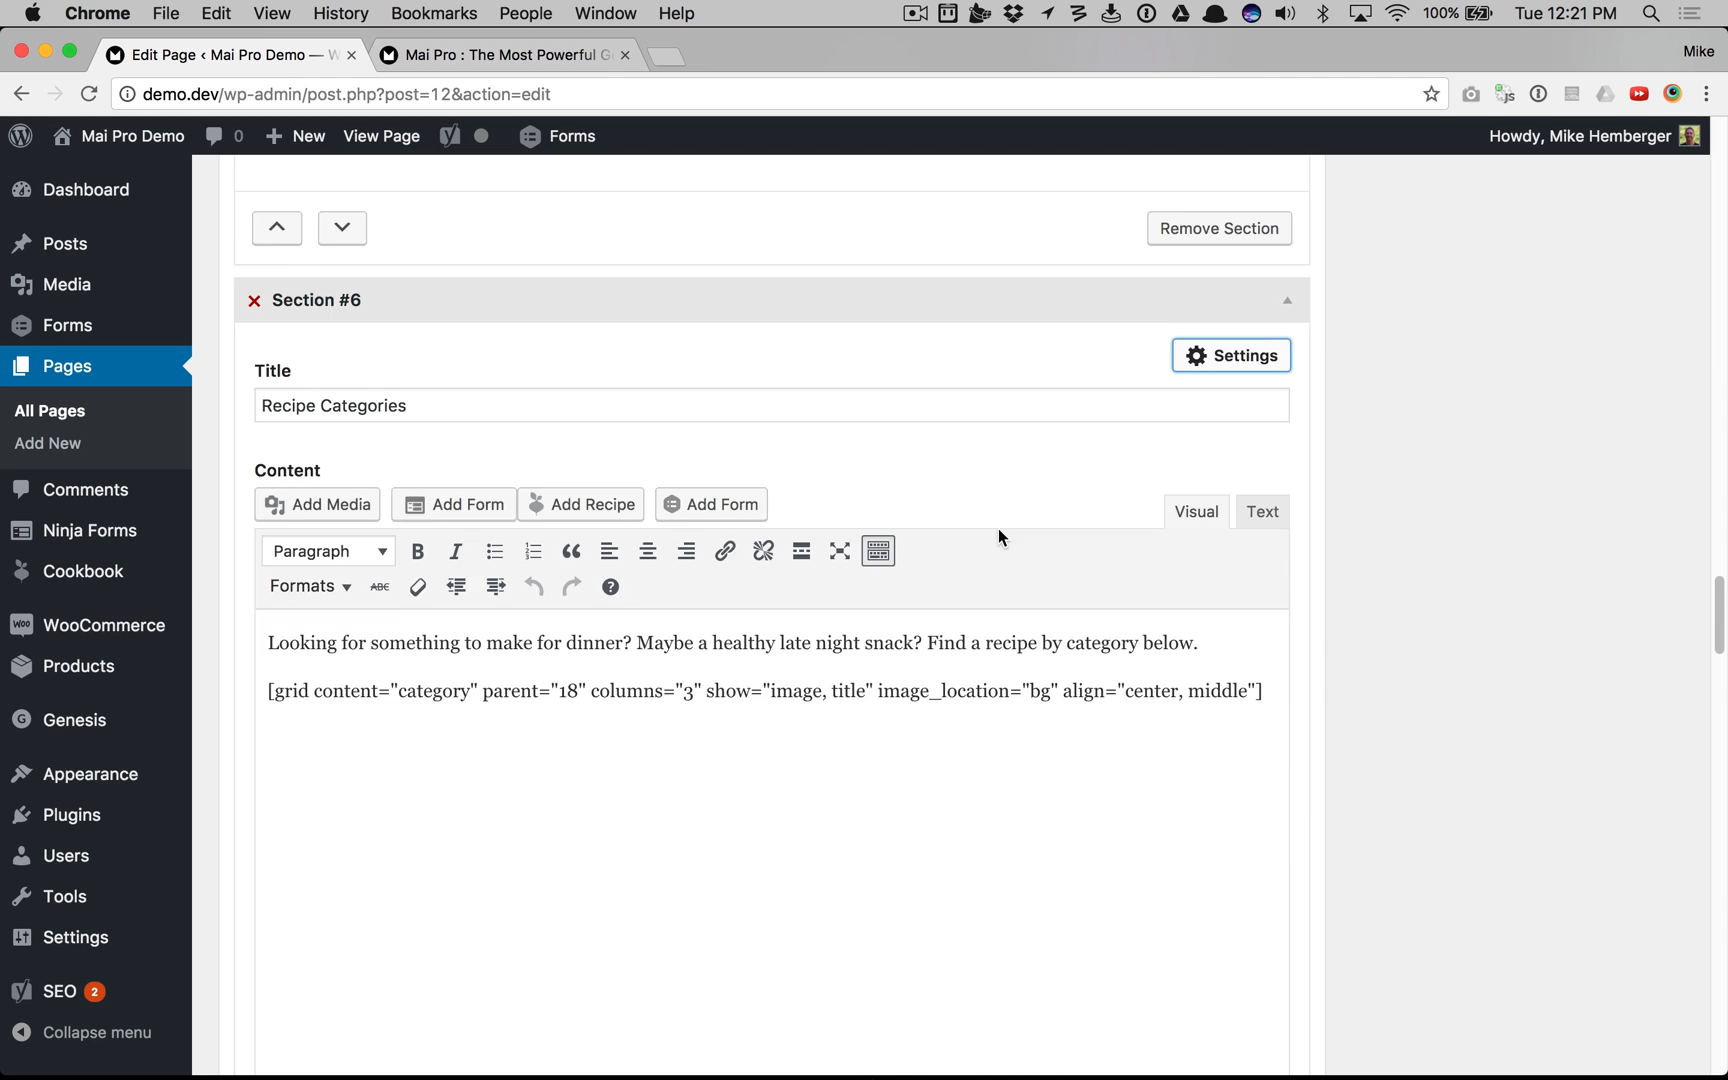 Chrome File Edit View History Bookmarks People Window Help 100% Tue 12:21 PM
Edit Page ‹ Mai Pro Demo — W Mai Pro : The Most Powerful G Mike
demo.dev/wp-admin/post.php?post=12&action=edit
Mai Pro Demo 0 New View Page Forms Howdy, Mike Hemberger
Dashboard
Posts
Media
Forms
Pages
All Pages
Add New
Comments
Ninja Forms
Cookbook
WooCommerce
Products
Genesis
Appearance
Plugins
Users
Tools
Settings
SEO 2
Collapse menu
Remove Section
Section #6
Settings
Title
Recipe Categories
Content
Add Media Add Form Add Recipe Add Form Visual Text
Paragraph B I
Formats ABC
Looking for something to make for dinner? Maybe a healthy late night snack? Find a recipe by category below.
[grid content="category" parent="18" columns="3" show="image, title" image_location="bg" align="center, middle"]